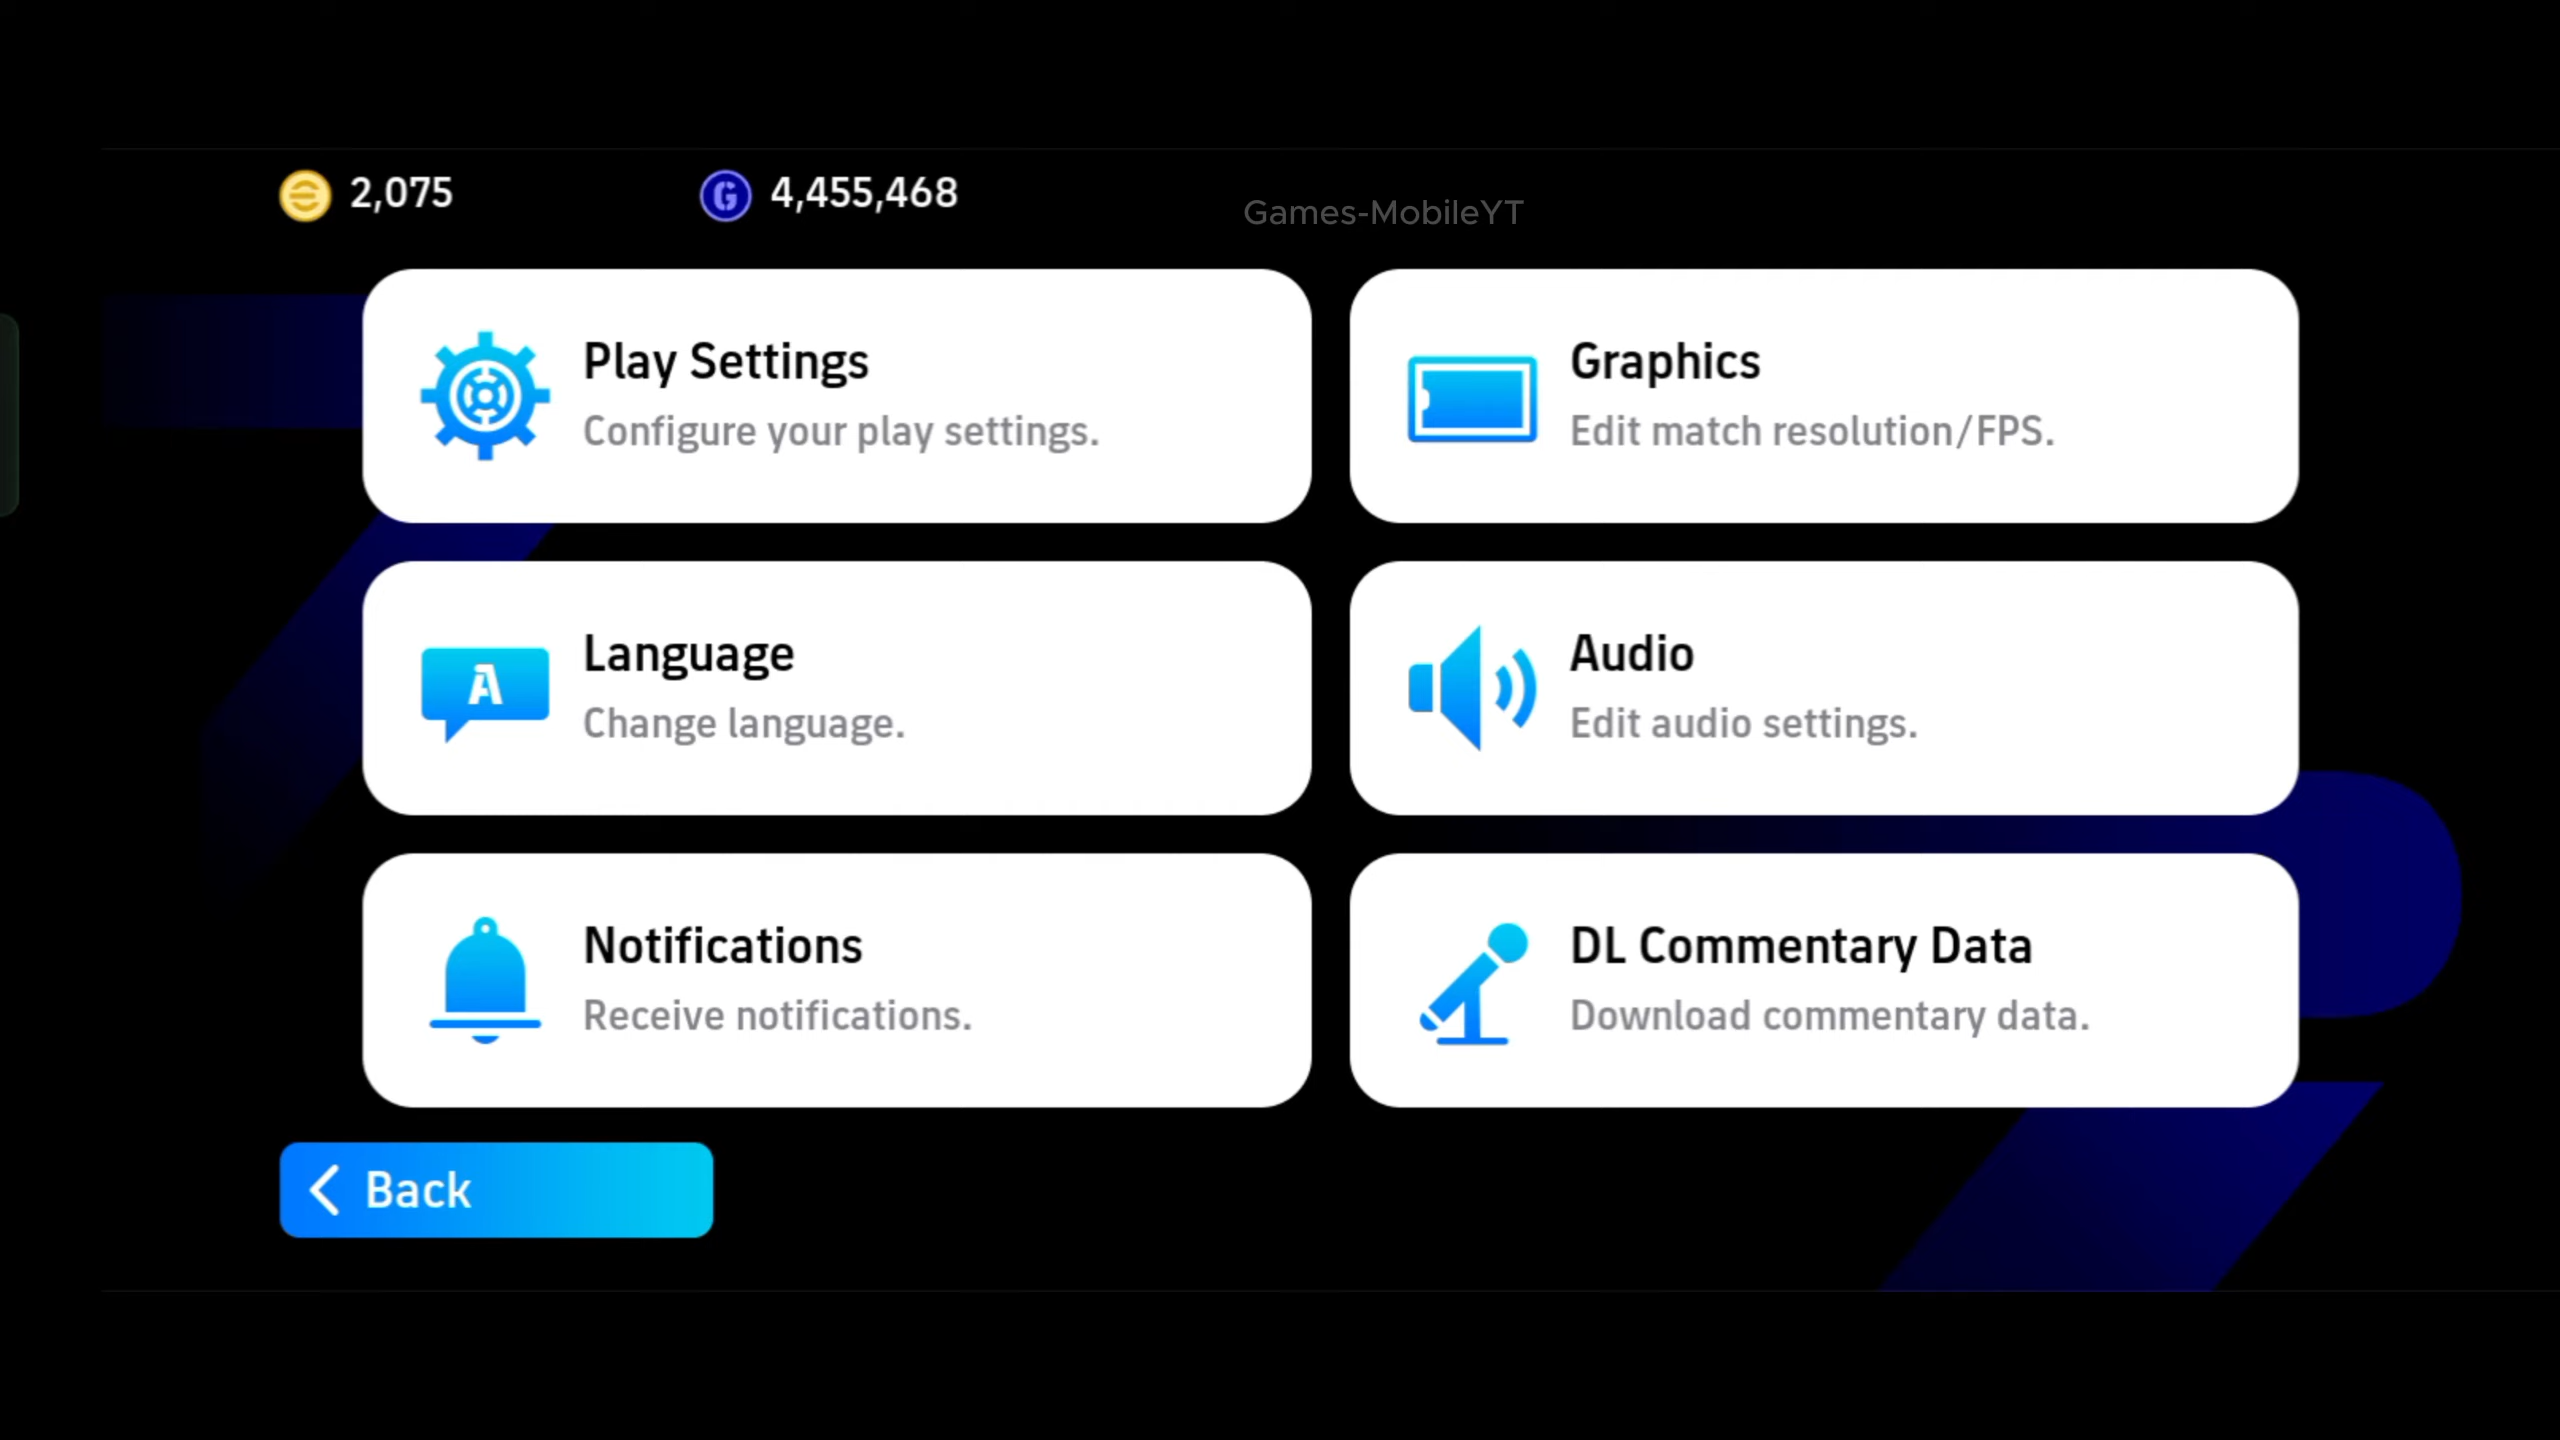 2,075
4,455,468
Games-MobileYT
Play Settings
Configure your play settings.
Graphics
Edit match resolution/FPS.
Language
Change language.
Audio
Edit audio settings.
Notifications
Receive notifications.
DL Commentary Data
Download commentary data.
Back